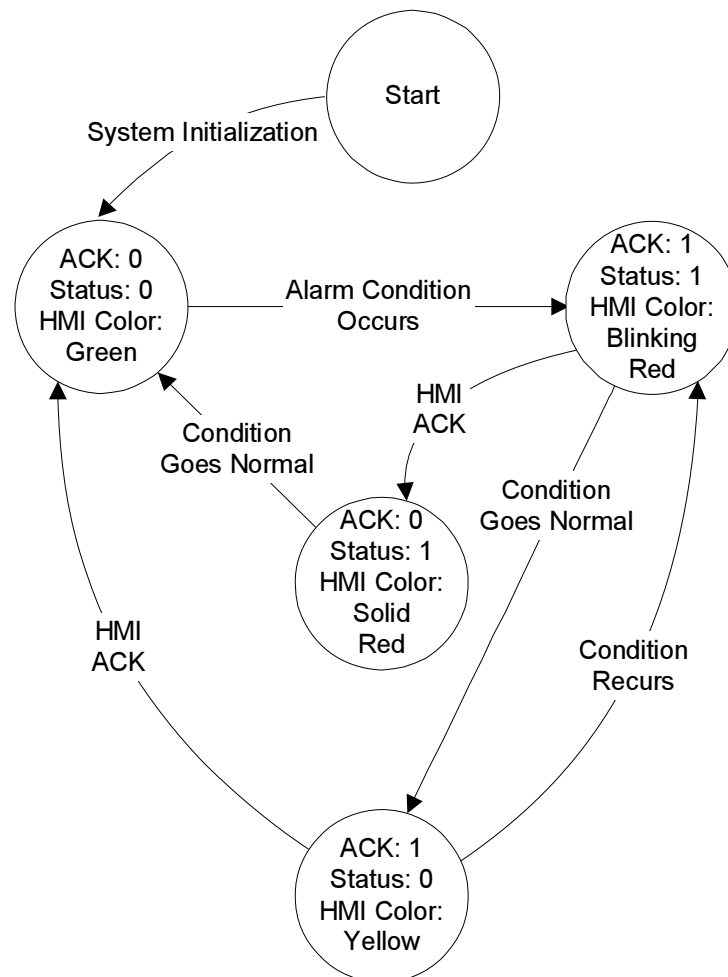 Start
System Initialization
ACK: 0
Status: 0
HMI Color:
Green
Alarm Condition
Occurs
ACK: 1
Status: 1
HMI Color:
Blinking
Red
HMI
ACK
Condition
Goes Normal
Condition
Goes Normal
ACK: 0
Status: 1
HMI Color:
Solid
Red
HMI
ACK
Condition
Recurs
ACK: 1
Status: 0
HMI Color:
Yellow